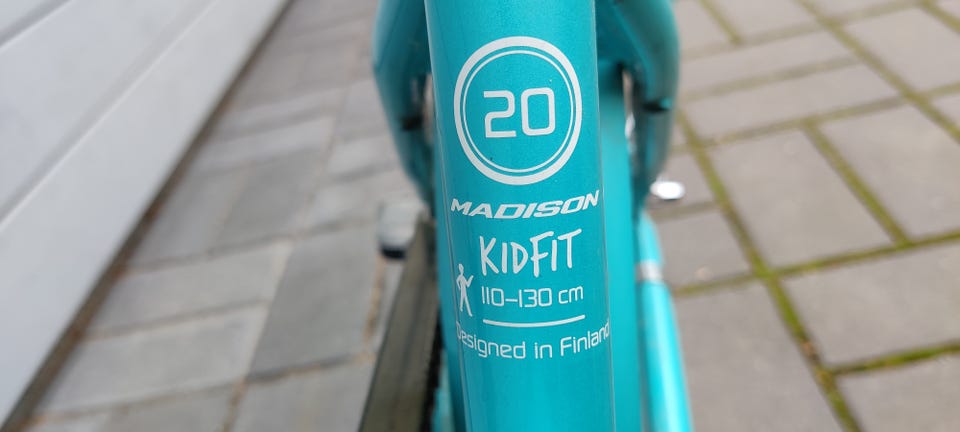 20
MADISON
KIDFIT
110–130 cm
Designed in Finland